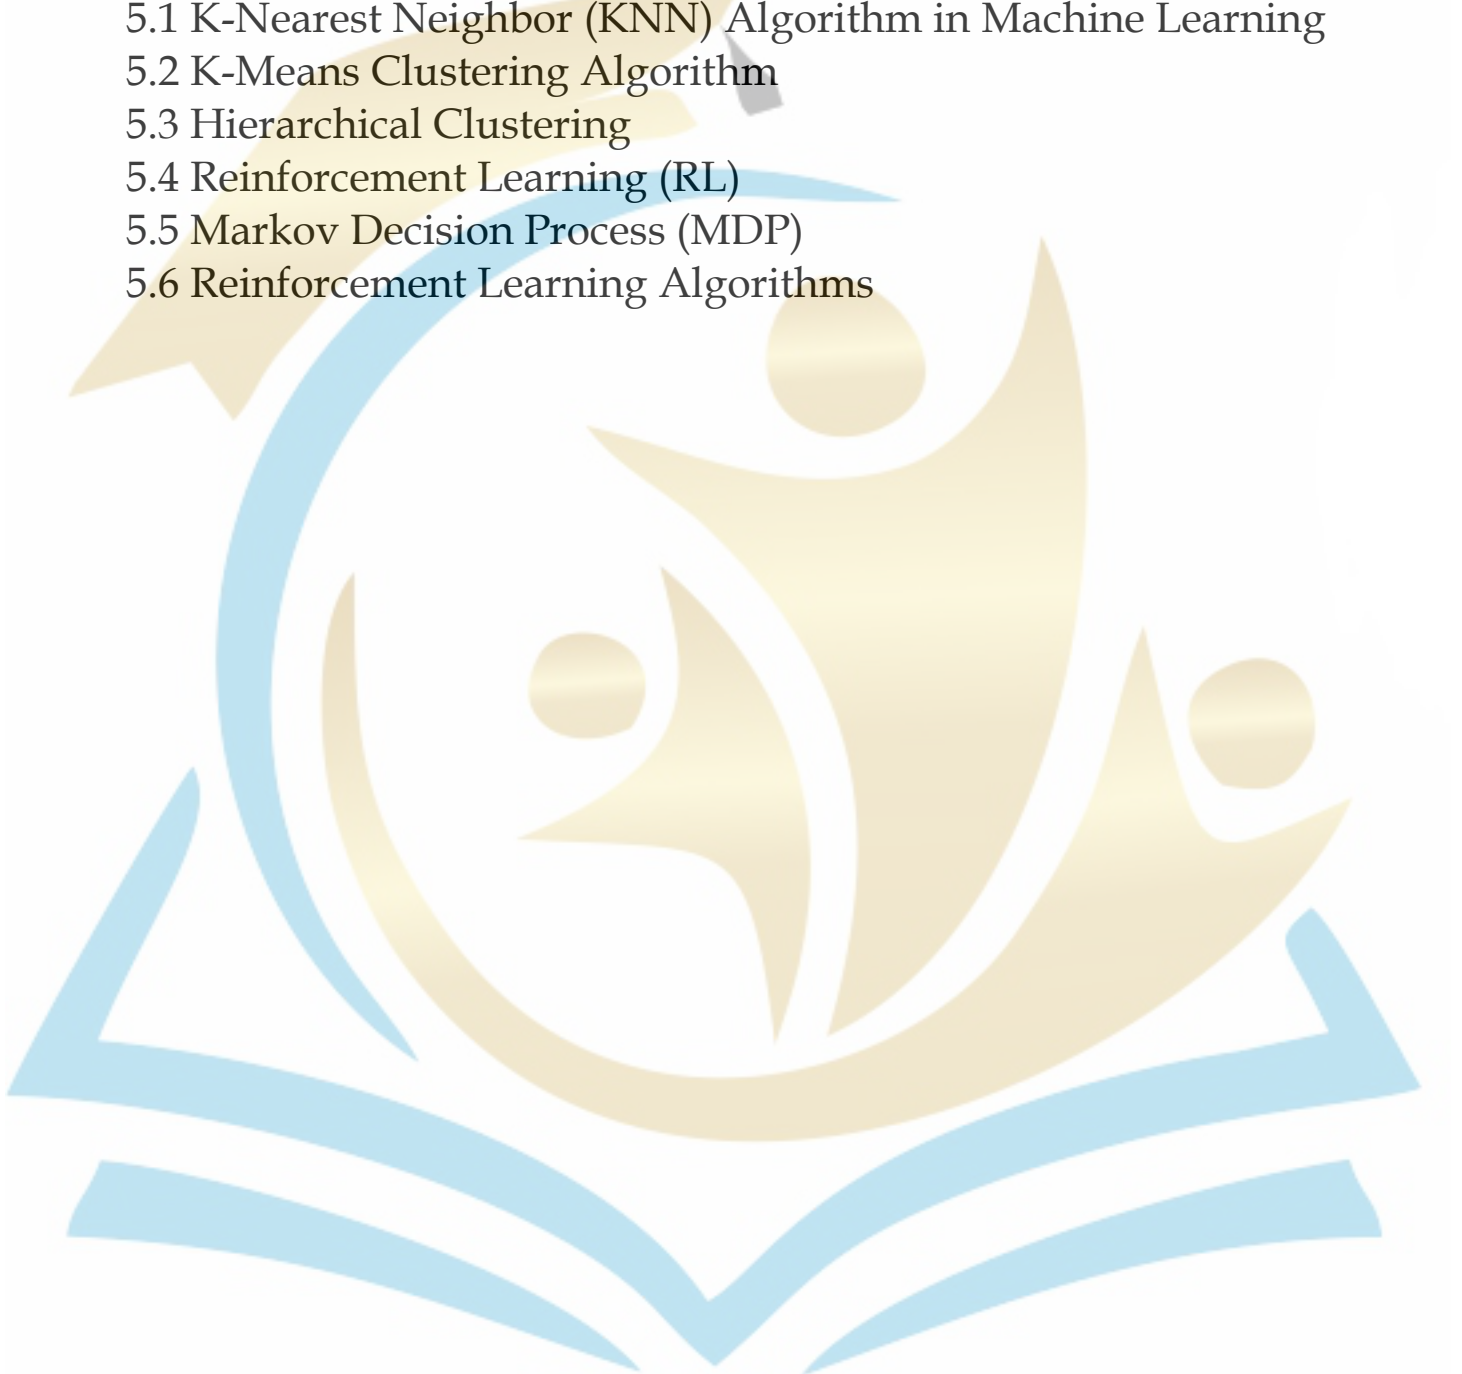 5.1 K-Nearest Neighbor (KNN) Algorithm in Machine Learning
5.2 K-Means Clustering Algorithm
5.3 Hierarchical Clustering
5.4 Reinforcement Learning (RL)
5.5 Markov Decision Process (MDP)
5.6 Reinforcement Learning Algorithms